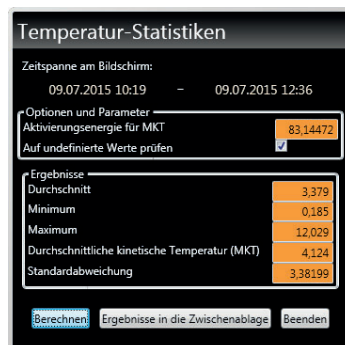 Temperatur-Statistiken
Zeitspanne am Bildschirm:
09.07.2015 10:19 – 09.07.2015 12:36
Optionen und Parameter
Aktivierungsenergie für MKT 83,14472
Auf undefinierte Werte prüfen
Ergebnisse
Durchschnitt 3,379
Minimum 0,185
Maximum 12,029
Durchschnittliche kinetische Temperatur (MKT) 4,124
Standardabweichung 3,38199
Berechnen Ergebnisse in die Zwischenablage Beenden